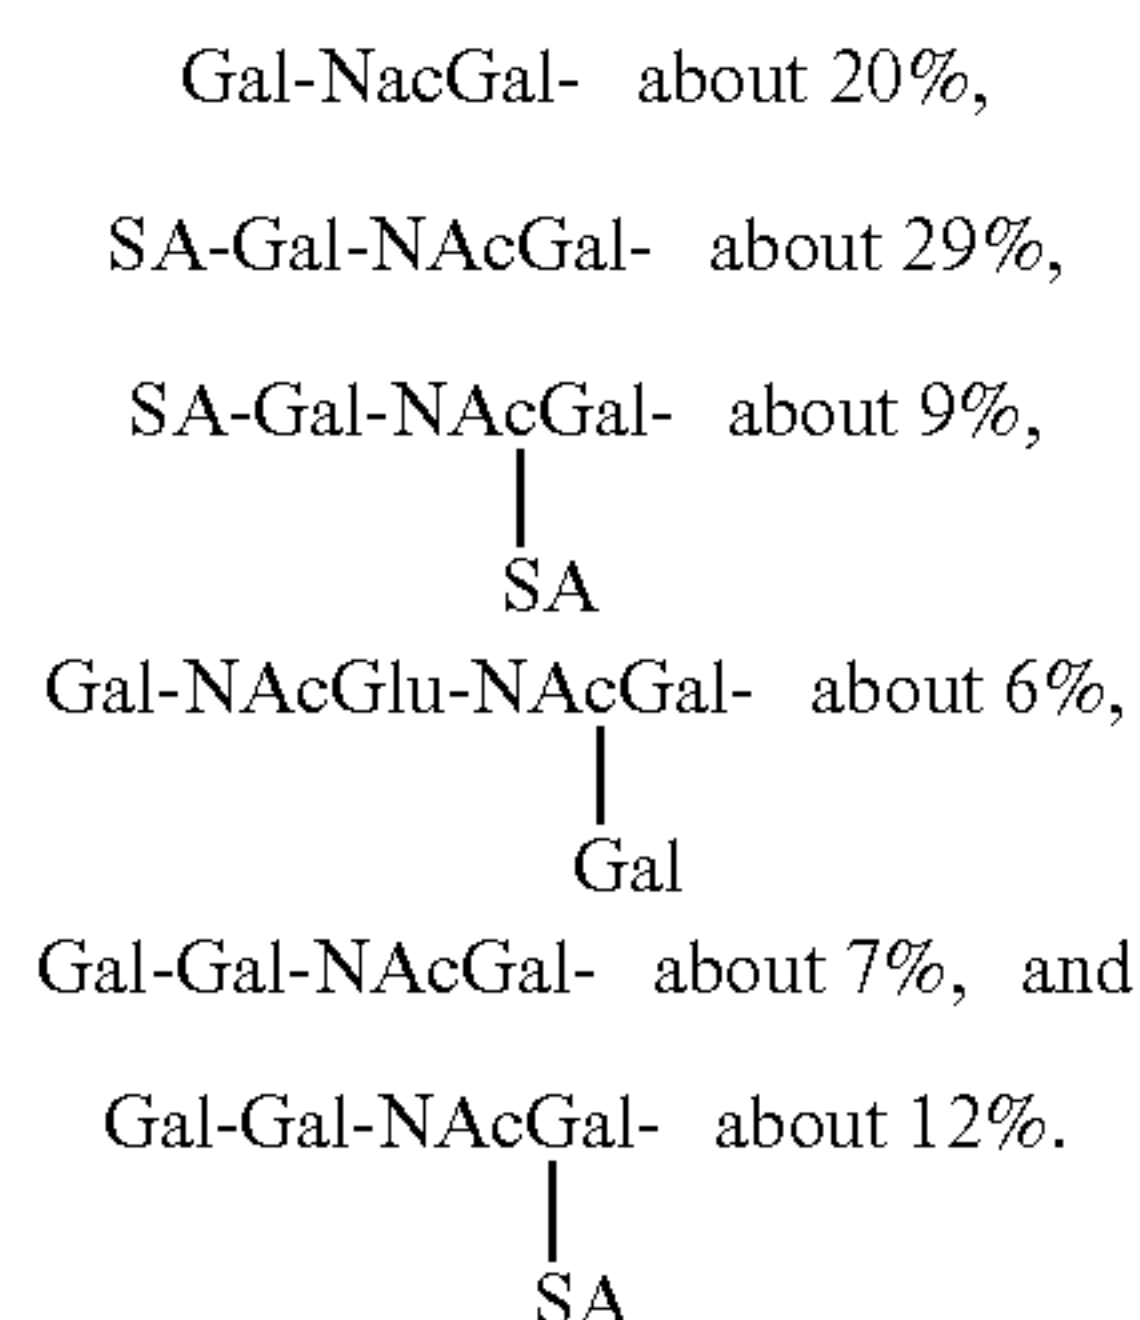 Gal-NacGal- about 20%,
SA-Gal-NAcGal- about 29%,
SA-Gal-NAcGal- about 9%,
SA
Gal-NAcGlu-NAcGal- about 6%,
Gal
Gal-Gal-NAcGal- about 7%, and
Gal-Gal-NAcGal- about 12%.
SA